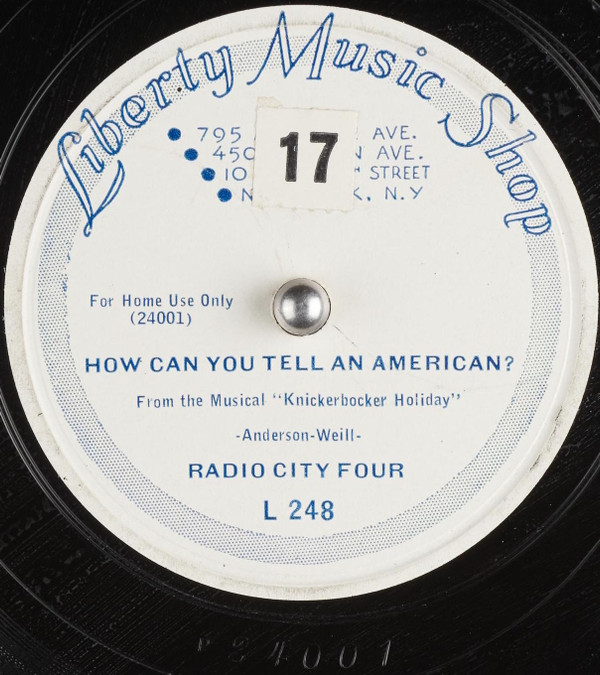 Liberty Music Shop
795 AVE.
450 AVE.
10 STREET
N.Y
17
For Home Use Only
(24001)
HOW CAN YOU TELL AN AMERICAN?
From the Musical "Knickerbocker Holiday"
-Anderson-Weill-
RADIO CITY FOUR
L 248
24001